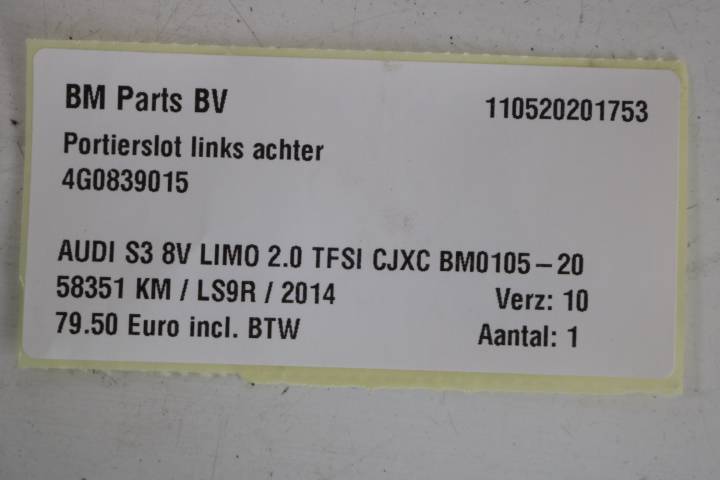 BM Parts BV 110520201753
Portierslot links achter
4G0839015
AUDI S3 8V LIMO 2.0 TFSI CJXC BM0105-20
58351 KM / LS9R / 2014 Verz: 10
79.50 Euro incl. BTW Aantal: 1